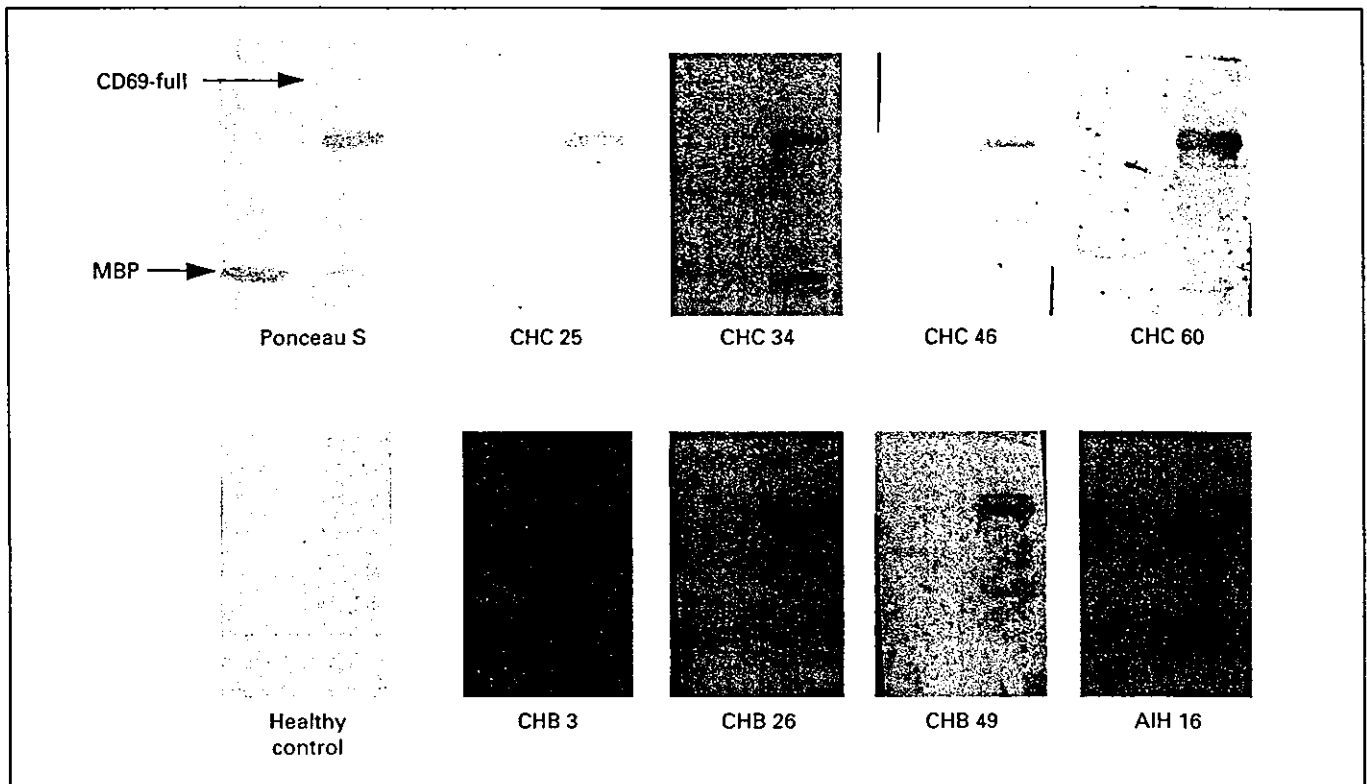 CD69-full
MBP
Ponceau S
CHC 25
CHC 34
CHC 46
CHC 60
Healthy
control
CHB 3
CHB 26
CHB 49
AIH 16